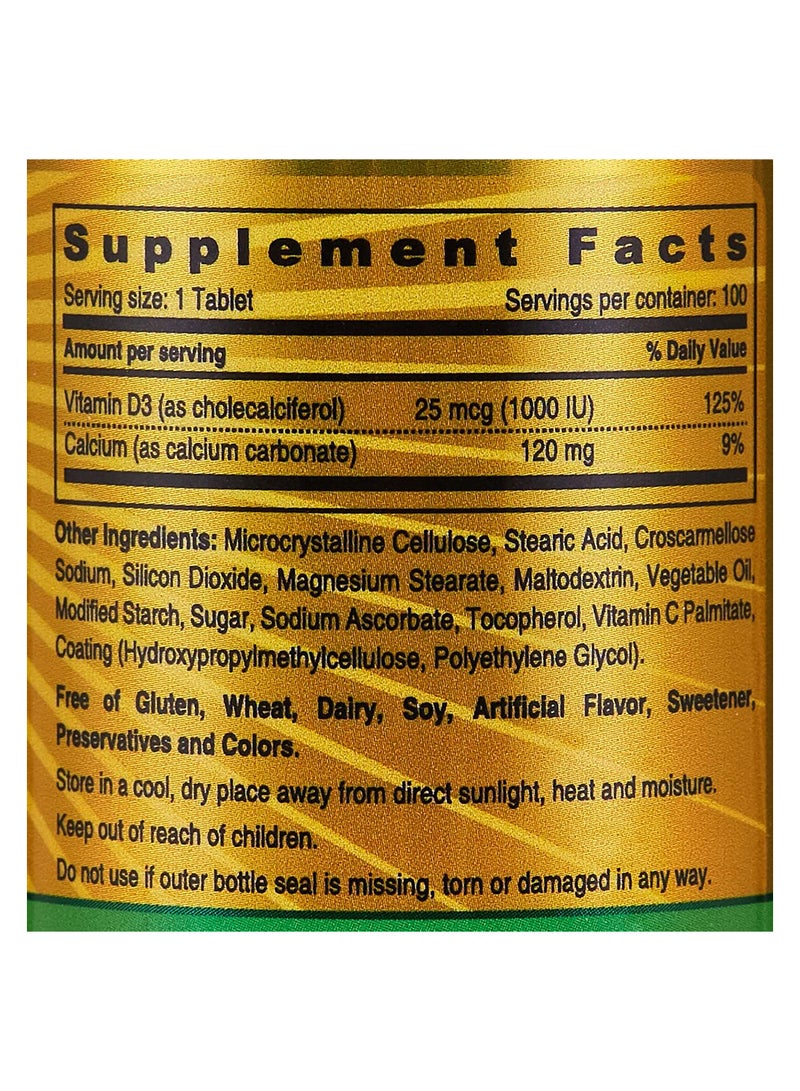 Supplement Facts
Serving size: 1 Tablet Servings per container: 100
Amount per serving % Daily Value
Vitamin D3 (as cholecalciferol) 25 mcg (1000 IU) 125%
Calcium (as calcium carbonate) 120 mg 9%
Other Ingredients: Microcrystalline Cellulose, Stearic Acid, Croscarmellose
Sodium, Silicon Dioxide, Magnesium Stearate, Maltodextrin, Vegetable Oil,
Modified Starch, Sugar, Sodium Ascorbate, Tocopherol, Vitamin C Palmitate,
Coating (Hydroxypropylmethylcellulose, Polyethylene Glycol).
Free of Gluten, Wheat, Dairy, Soy, Artificial Flavor, Sweetener,
Preservatives and Colors.
Store in a cool, dry place away from direct sunlight, heat and moisture.
Keep out of reach of children.
Do not use if outer bottle seal is missing, torn or damaged in any way.